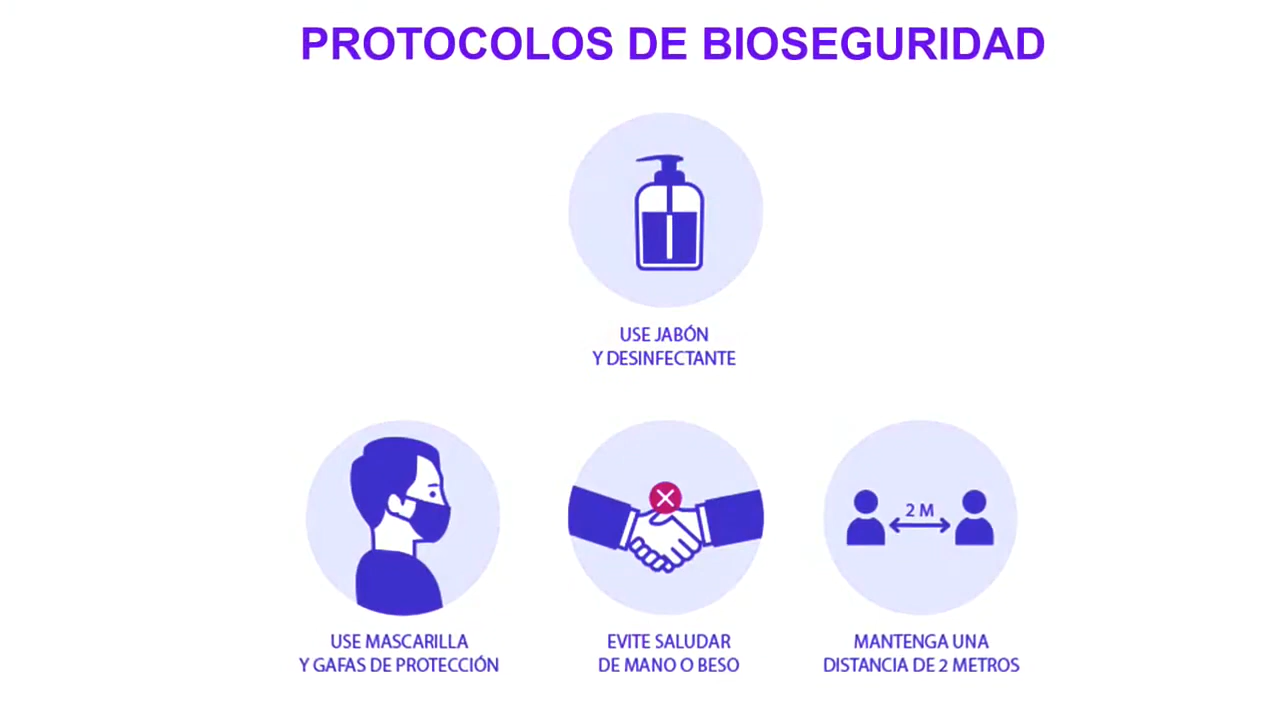 PROTOCOLOS DE BIOSEGURIDAD
USE JABÓN
Y DESINFECTANTE
2 M
USE MASCARILLA
Y GAFAS DE PROTECCIÓN
EVITE SALUDAR
DE MANO O BESO
MANTENGA UNA
DISTANCIA DE 2 METROS